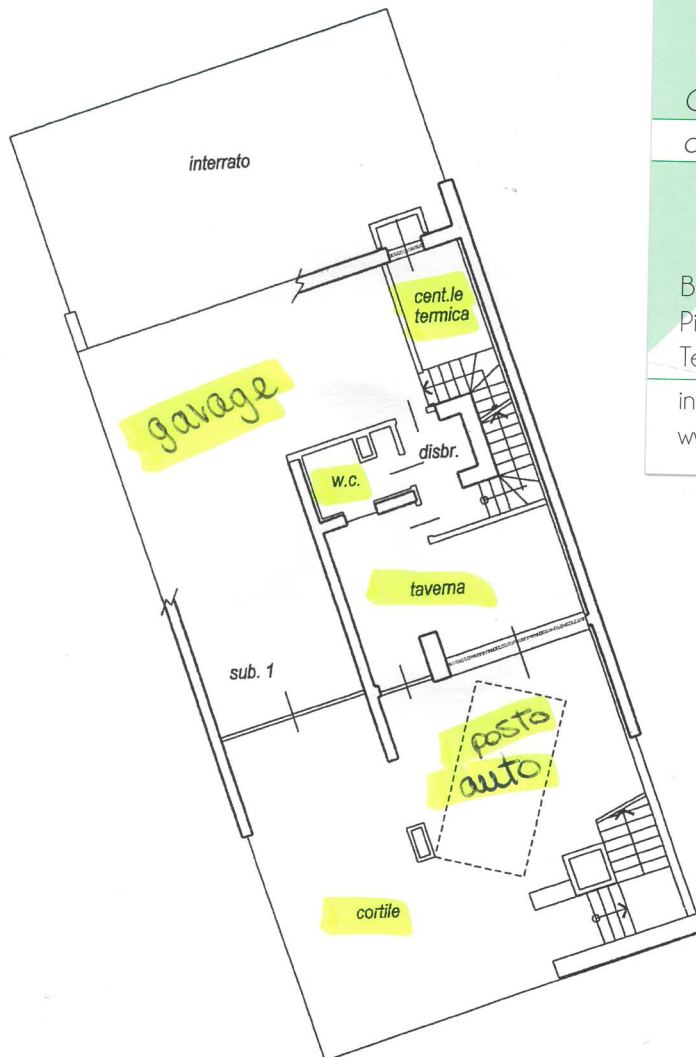 interrato
cent.le
termica
garage
disbr.
w.c.
taverna
sub. 1
posto
auto
cortile